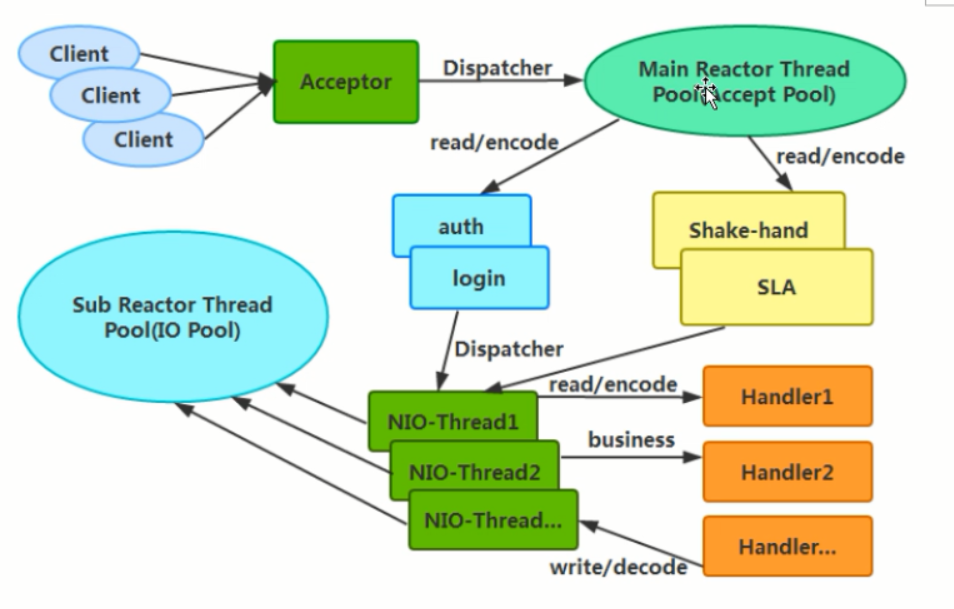 Client
Client
Client
Acceptor
Dispatcher
Main Reactor Thread
Pool(Accept Pool)
read/encode
read/encode
auth
login
Shake-hand
SLA
Sub Reactor Thread
Pool(IO Pool)
Dispatcher
read/encode
NIO-Thread1
NIO-Thread2
NIO-Thread...
business
write/decode
Handler1
Handler2
Handler...